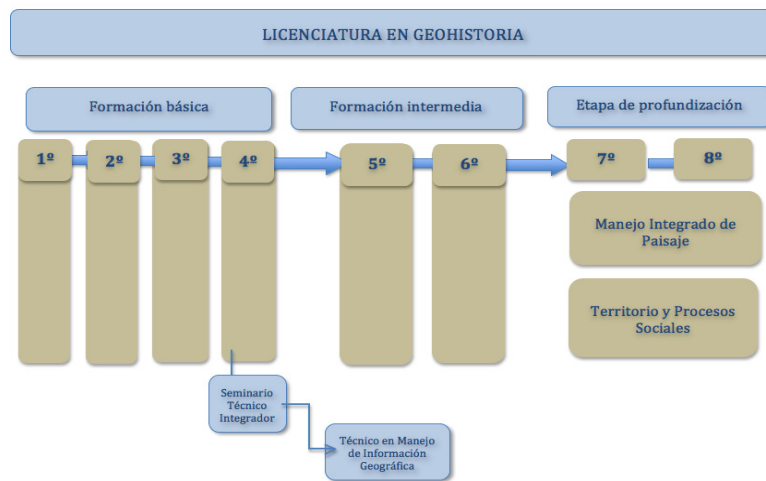 LICENCIATURA EN GEOHISTORIA
Formación básica
Formación intermedia
Etapa de profundización
1º
2º
3º
4º
5º
6º
7º
8º
Manejo Integrado de
Paisaje
Territorio y Procesos
Sociales
Seminario
Técnico
Integrador
Técnico en Manejo
de Información
Geográfica